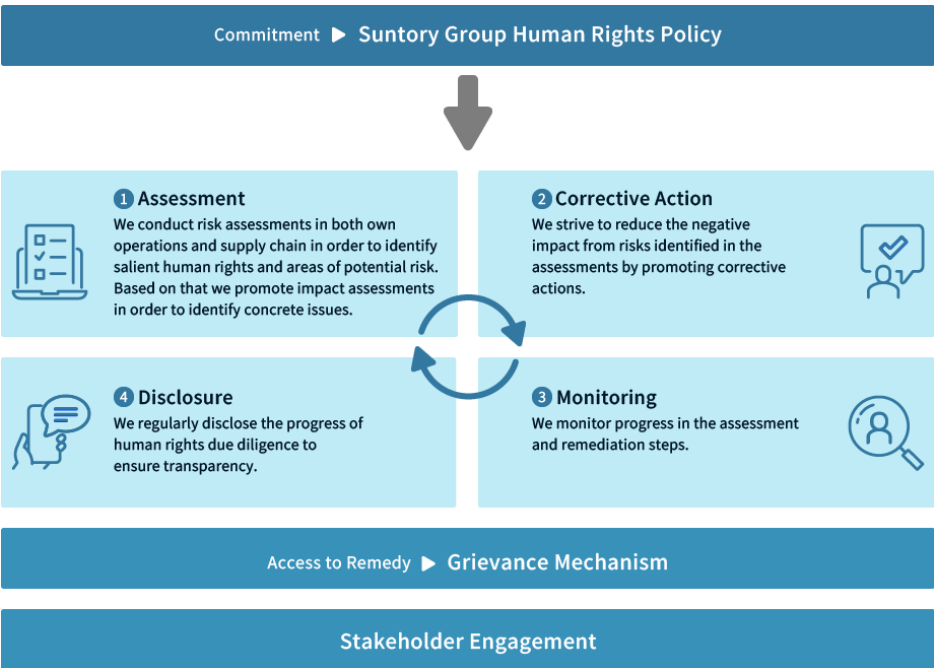 Commitment ▶ Suntory Group Human Rights Policy
1 Assessment
We conduct risk assessments in both own
operations and supply chain in order to identify
salient human rights and areas of potential risk.
Based on that we promote impact assessments
in order to identify concrete issues.
2 Corrective Action
We strive to reduce the negative
impact from risks identified in the
assessments by promoting corrective
actions.
4 Disclosure
We regularly disclose the progress of
human rights due diligence to
ensure transparency.
3 Monitoring
We monitor progress in the assessment
and remediation steps.
Access to Remedy ▶ Grievance Mechanism
Stakeholder Engagement